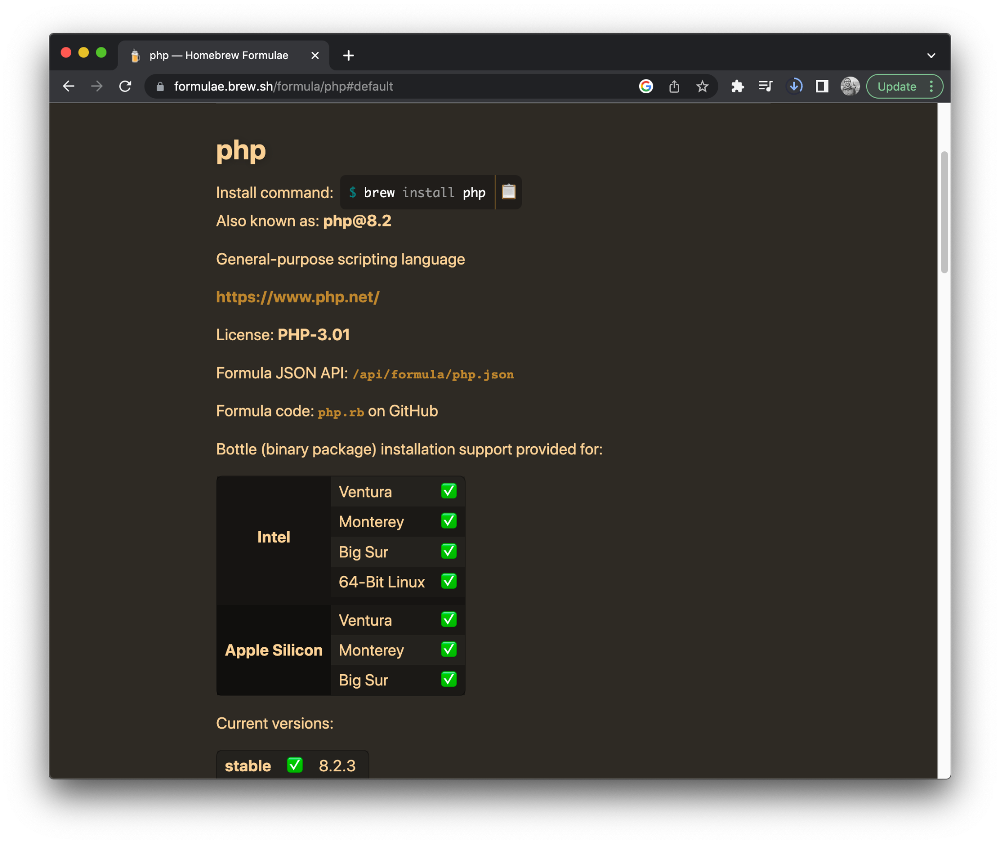 php — Homebrew Formulae
formulae.brew.sh/formula/php#default
Update
php
Install command: $ brew install php
Also known as: php@8.2
General-purpose scripting language
https://www.php.net/
License: PHP-3.01
Formula JSON API: /api/formula/php.json
Formula code: php.rb on GitHub
Bottle (binary package) installation support provided for:
Intel
Ventura ✅
Monterey ✅
Big Sur ✅
64-Bit Linux ✅
Apple Silicon
Ventura ✅
Monterey ✅
Big Sur ✅
Current versions:
stable ✅ 8.2.3